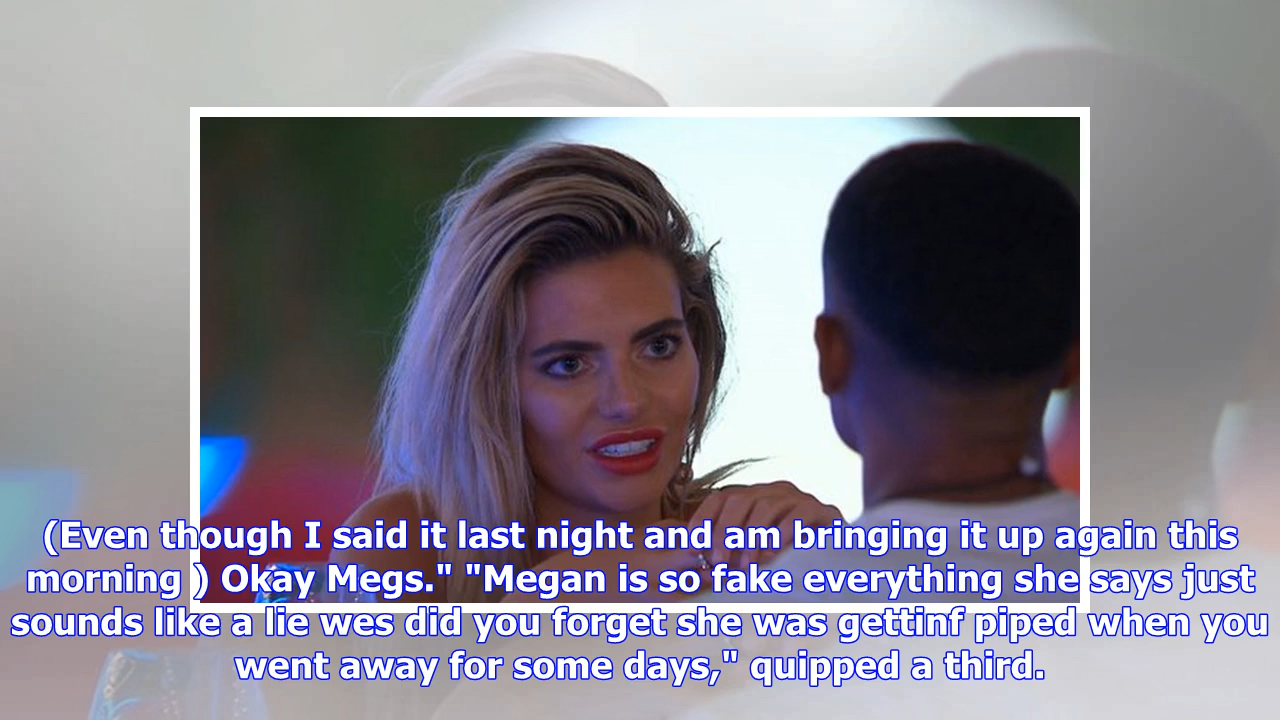 (Even though I said it last night and am bringing it up again this
morning ) Okay Megs." "Megan is so fake everything she says just
sounds like a lie wes did you forget she was gettinf piped when you
went away for some days," quipped a third.